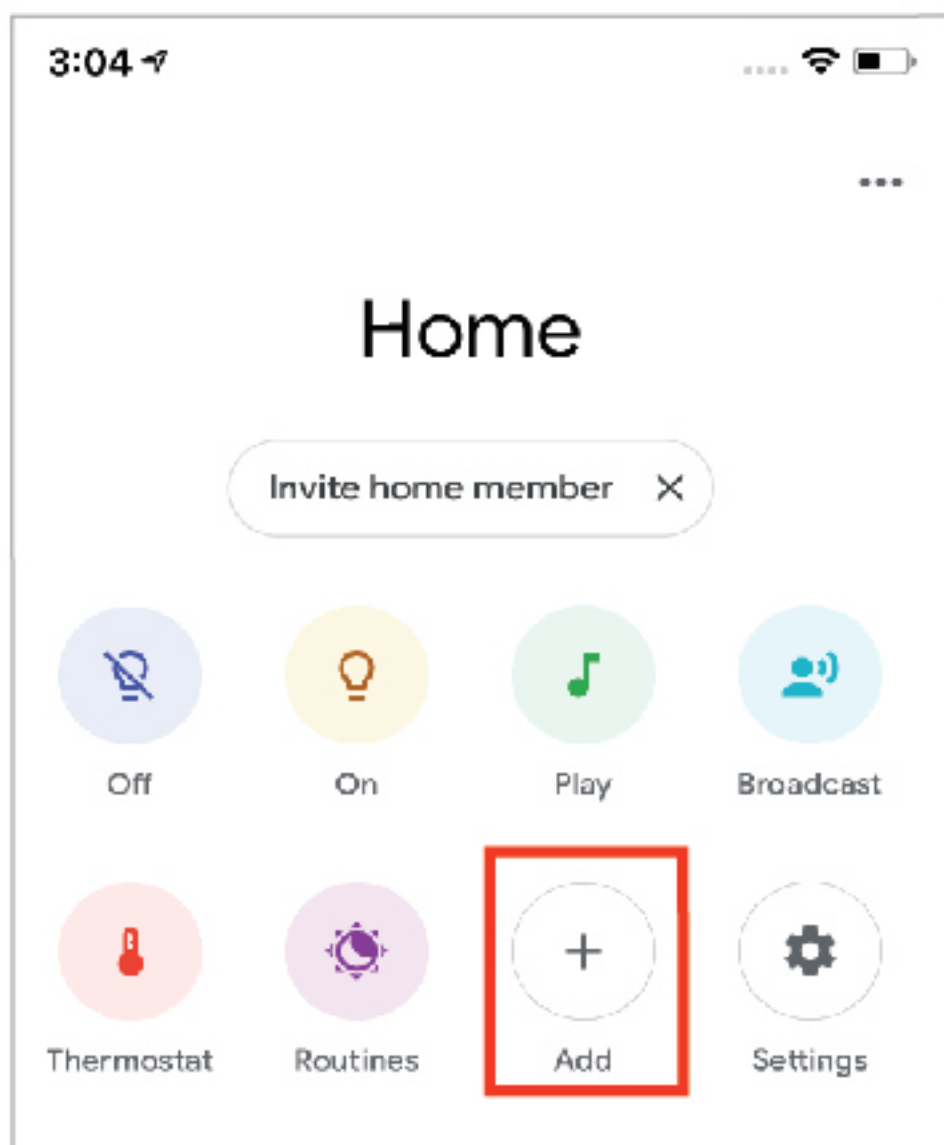 3:04
Home
Invite home member
Off On Play Broadcast
Thermostat Routines Add Settings